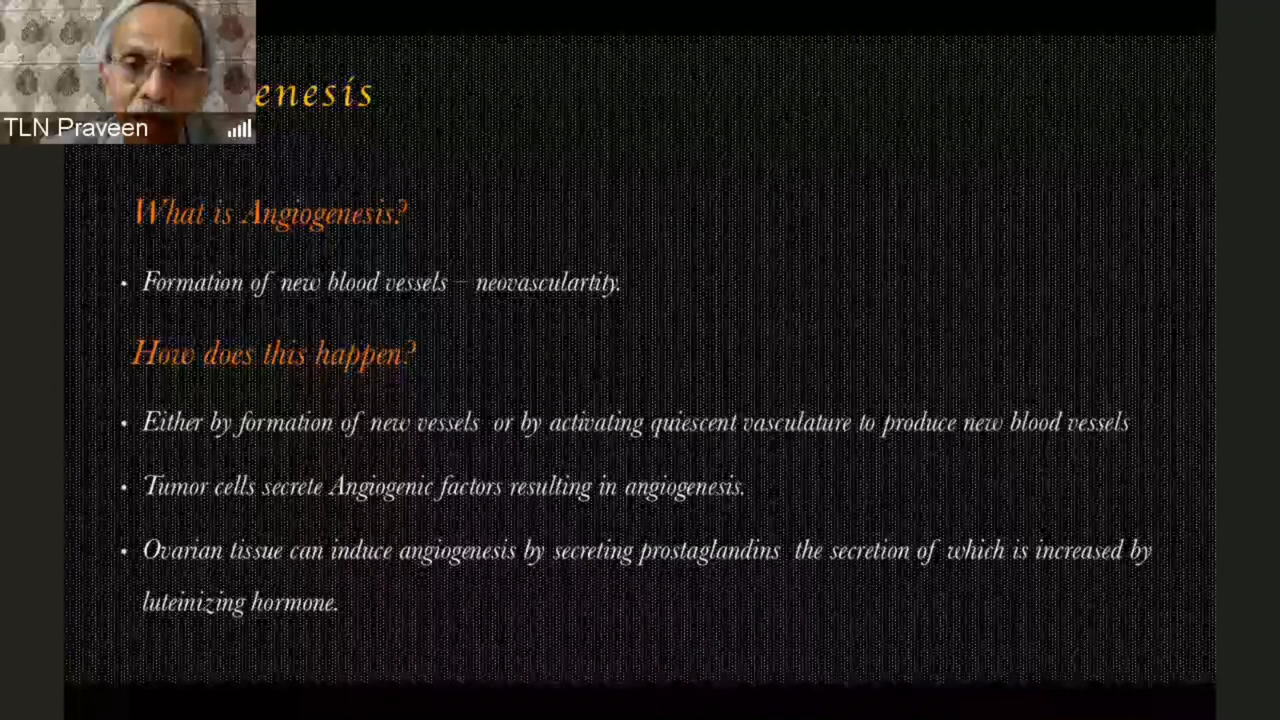 enesis
TLN Praveen
What is Angiogenesis?
• Formation of new blood vessels – neovasculartity.
How does this happen?
• Either by formation of new vessels or by activating quiescent vasculature to produce new blood vessels
• Tumor cells secrete Angiogenic factors resulting in angiogenesis.
• Ovarian tissue can induce angiogenesis by secreting prostaglandins the secretion of which is increased by
luteinizing hormone.